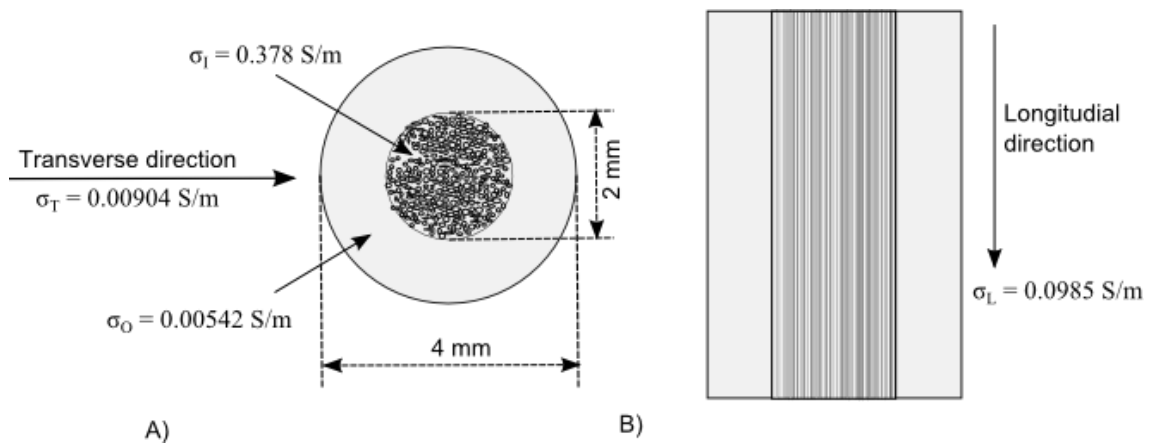 σI = 0.378 S/m
Transverse direction
σT = 0.00904 S/m
2 mm
σO = 0.00542 S/m
4 mm
A)
Longitudial
direction
σL = 0.0985 S/m
B)